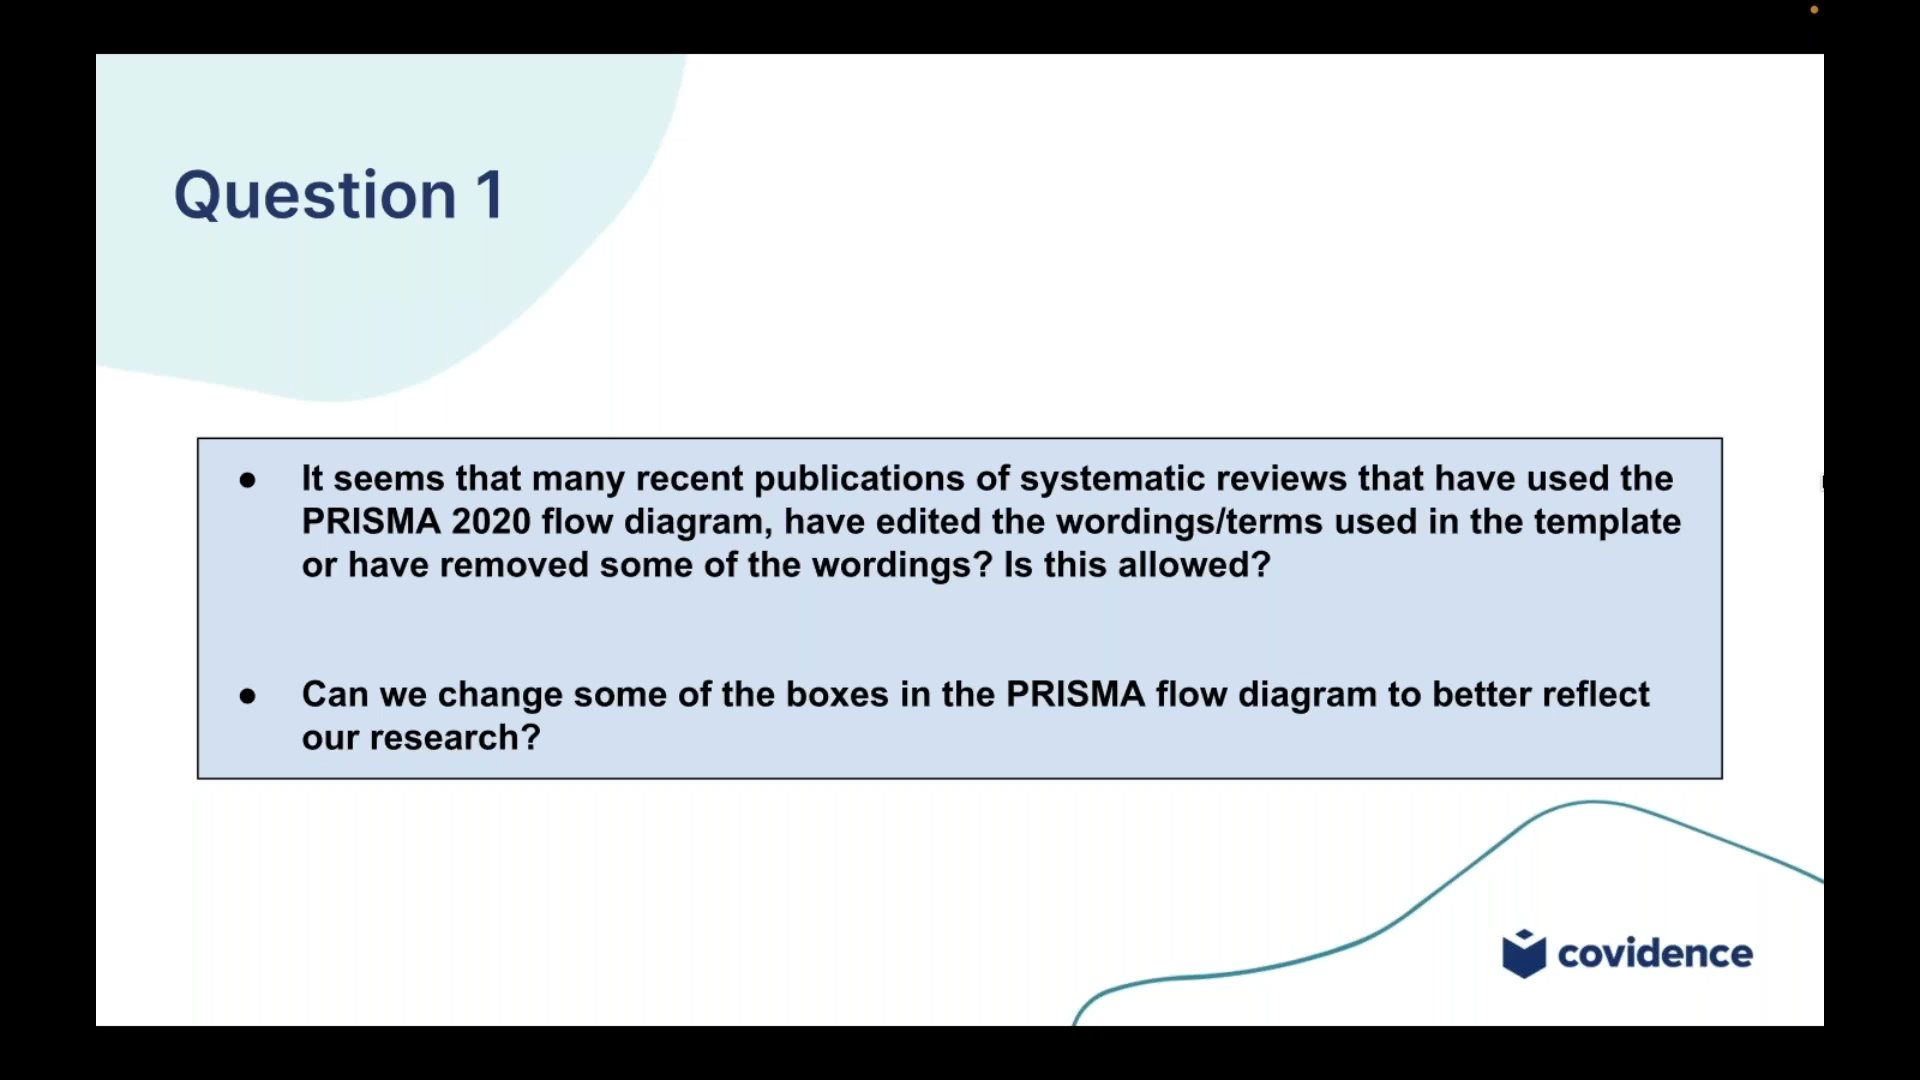 Question 1
● It seems that many recent publications of systematic reviews that have used the
PRISMA 2020 flow diagram, have edited the wordings/terms used in the template
or have removed some of the wordings? Is this allowed?
● Can we change some of the boxes in the PRISMA flow diagram to better reflect
our research?
covidence